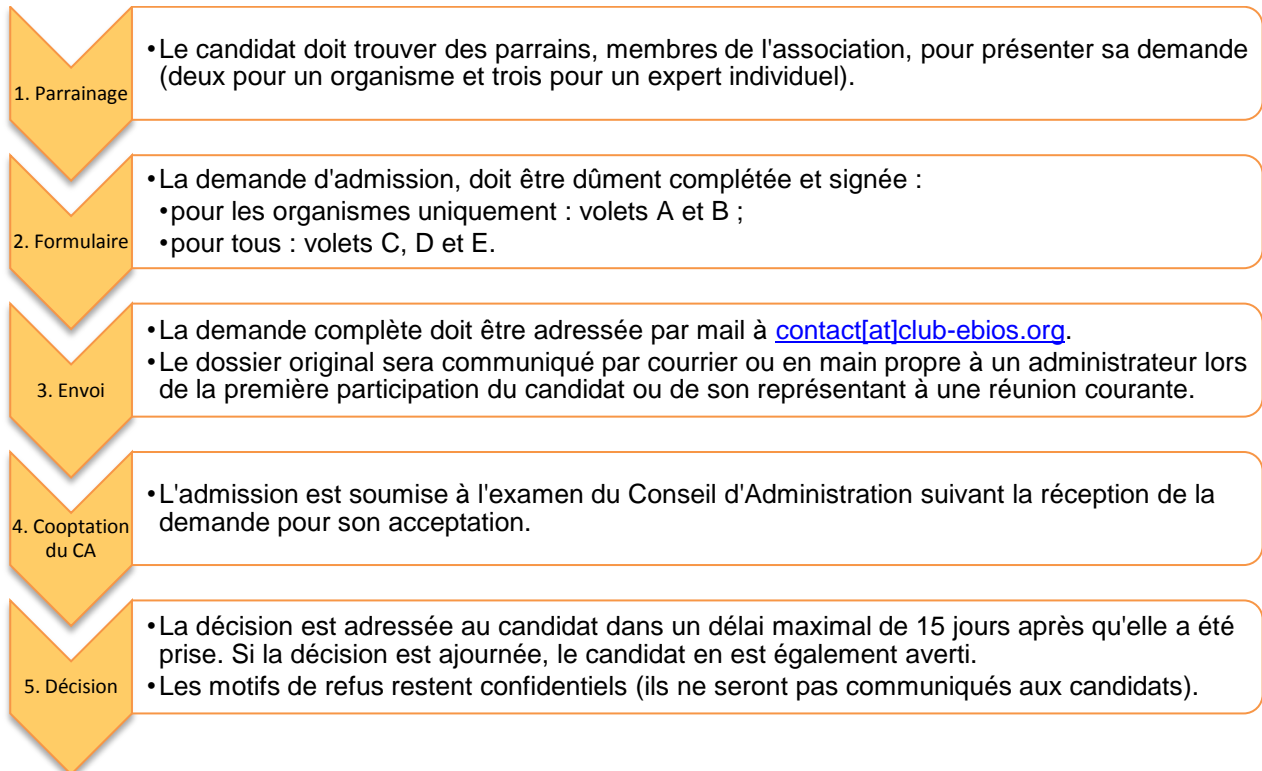 1. Parrainage
•Le candidat doit trouver des parrains, membres de l'association, pour présenter sa demande
(deux pour un organisme et trois pour un expert individuel).
2. Formulaire
•La demande d'admission, doit être dûment complétée et signée :
•pour les organismes uniquement : volets A et B ;
•pour tous : volets C, D et E.
3. Envoi
•La demande complète doit être adressée par mail à contact[at]club-ebios.org.
•Le dossier original sera communiqué par courrier ou en main propre à un administrateur lors
de la première participation du candidat ou de son représentant à une réunion courante.
4. Cooptation
du CA
•L'admission est soumise à l'examen du Conseil d'Administration suivant la réception de la
demande pour son acceptation.
5. Décision
•La décision est adressée au candidat dans un délai maximal de 15 jours après qu'elle a été
prise. Si la décision est ajournée, le candidat en est également averti.
•Les motifs de refus restent confidentiels (ils ne seront pas communiqués aux candidats).